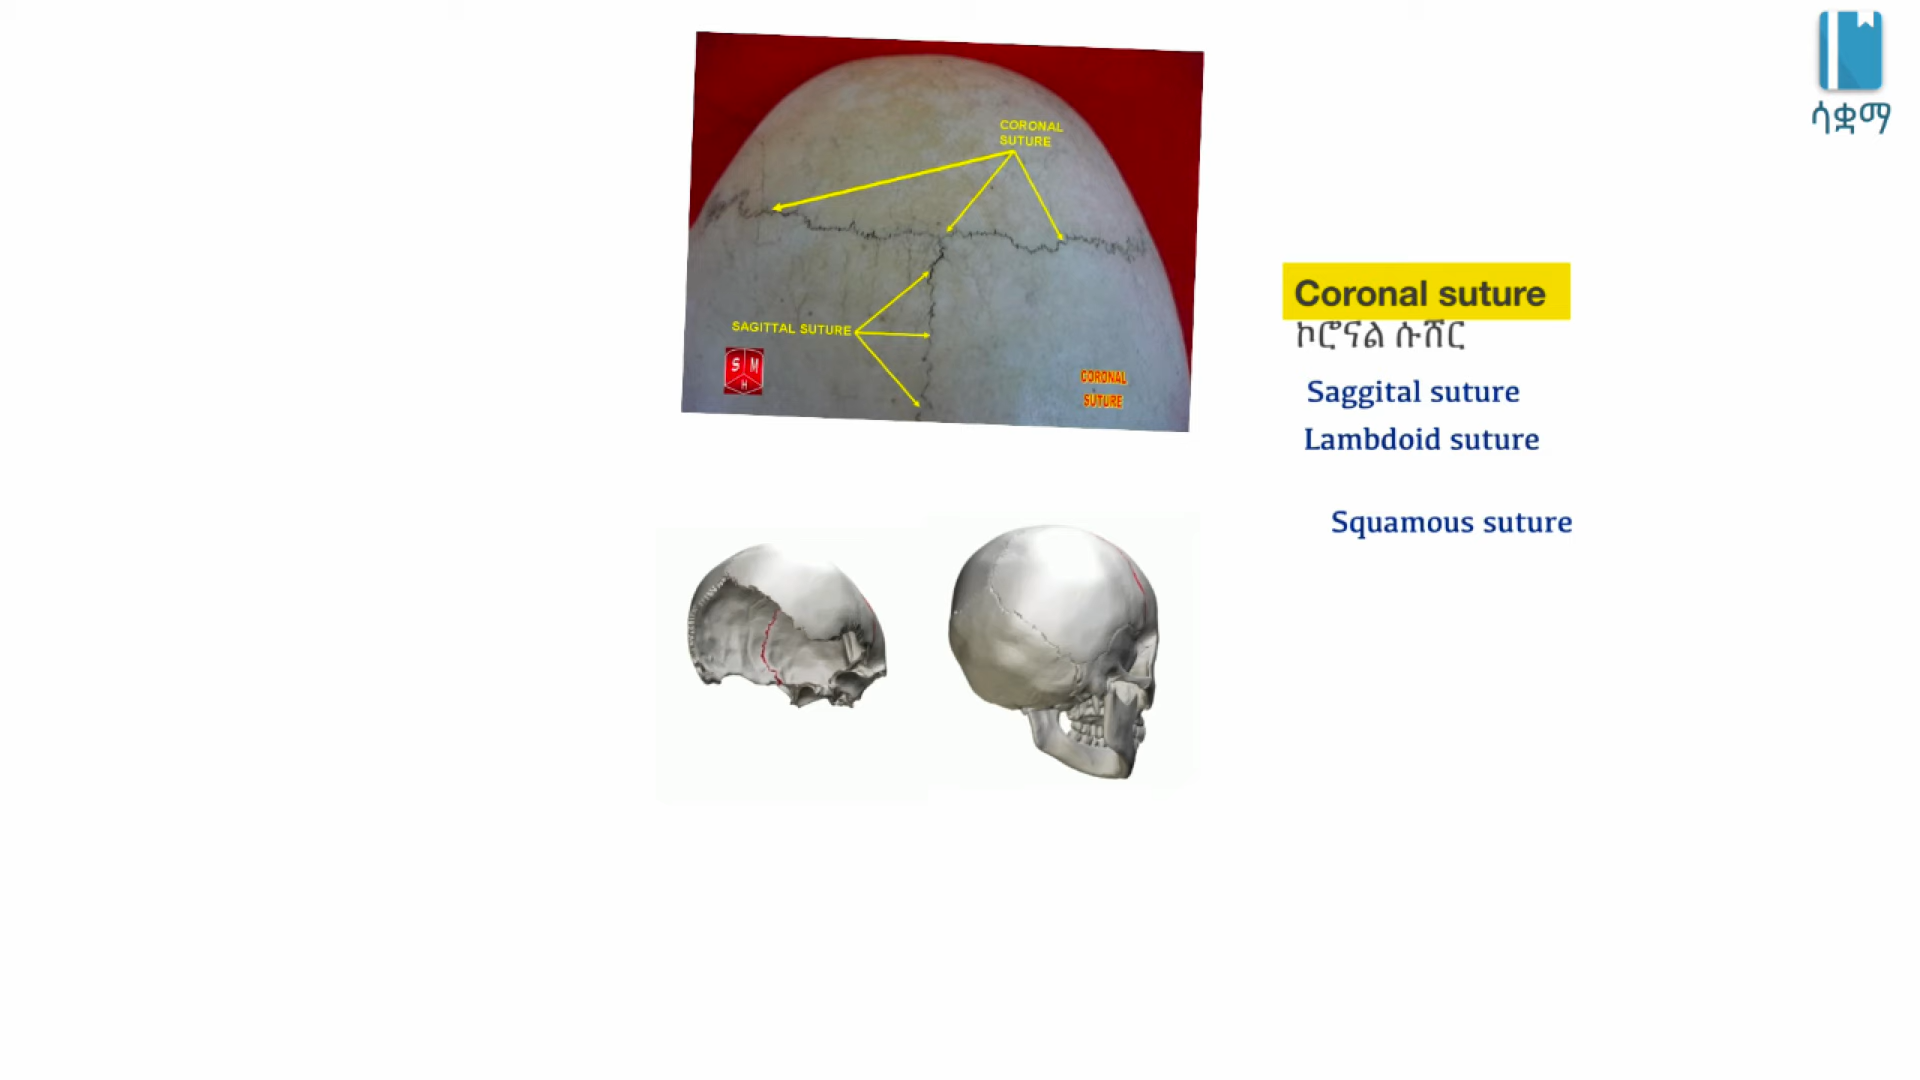 ሳቋማ
CORONAL
SUTURE
SAGITTAL SUTURE
S M
H
CORONAL
SUTURE
Coronal suture
ኮሮናል ሱቸር
Saggital suture
Lambdoid suture
Squamous suture